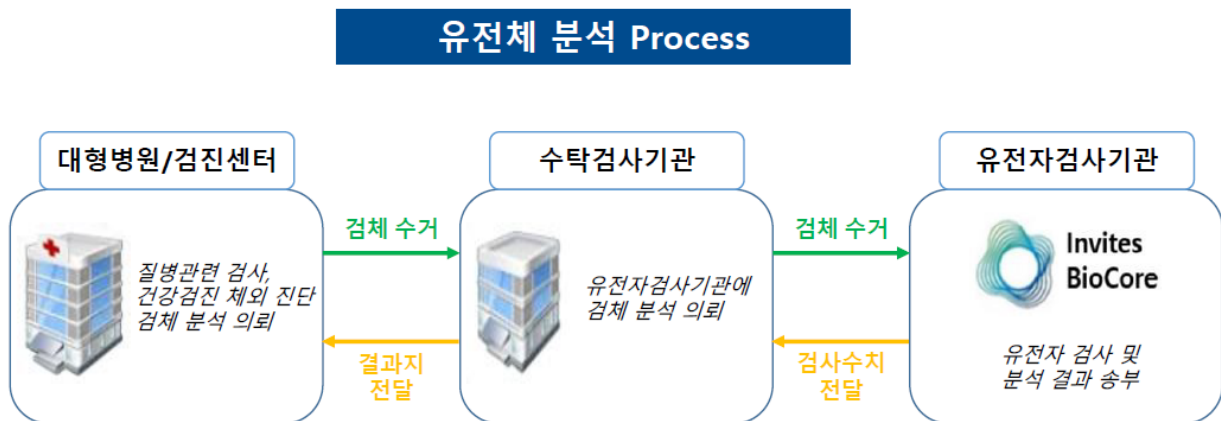 유전체 분석 Process
대형병원/검진센터
질병관련 검사,
건강검진 체외 진단
검체 분석 의뢰
검체 수거
결과지
전달
수탁검사기관
유전자검사기관에
검체 분석 의뢰
검체 수거
검사수치
전달
유전자검사기관
Invites
BioCore
유전자 검사 및
분석 결과 송부